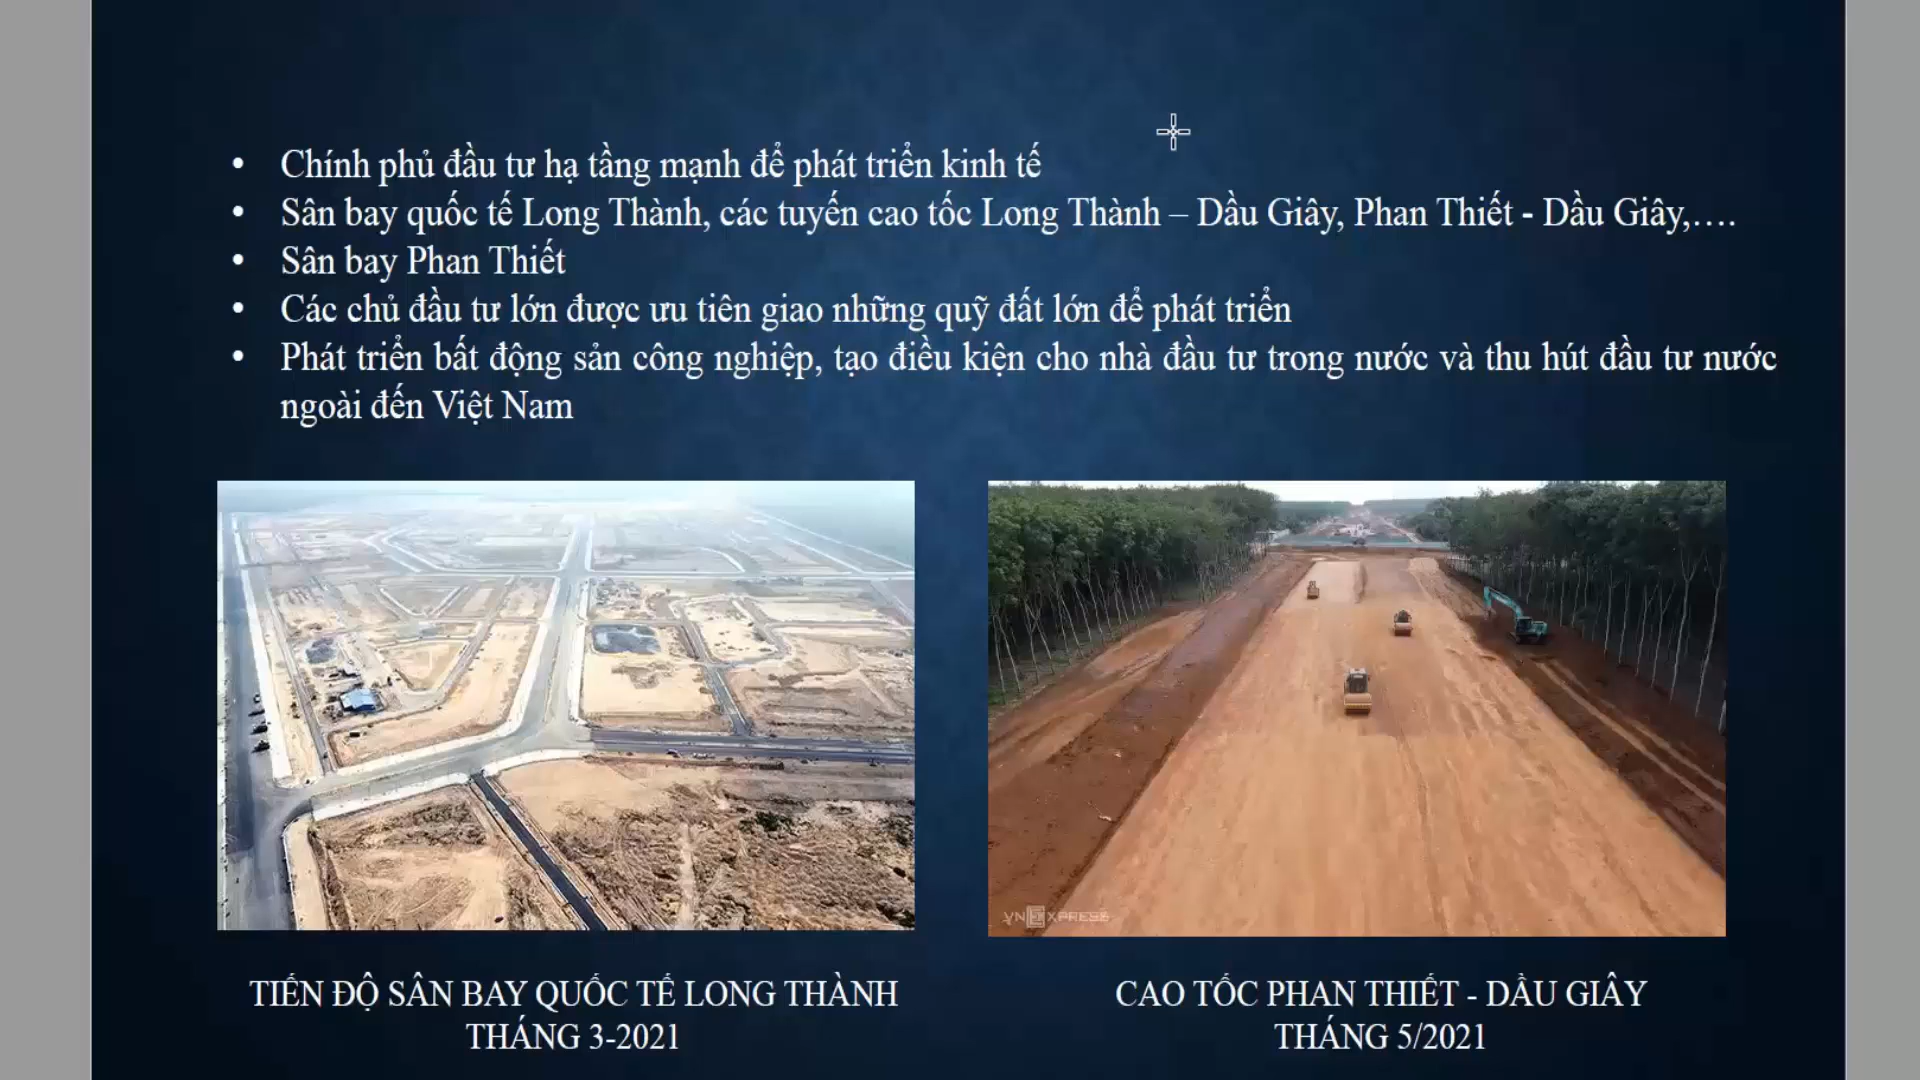 • Chính phủ đầu tư hạ tầng mạnh để phát triển kinh tế
• Sân bay quốc tế Long Thành, các tuyến cao tốc Long Thành – Dầu Giây, Phan Thiết - Dầu Giây,….
• Sân bay Phan Thiết
• Các chủ đầu tư lớn được ưu tiên giao những quỹ đất lớn để phát triển
• Phát triển bất động sản công nghiệp, tạo điều kiện cho nhà đầu tư trong nước và thu hút đầu tư nước
ngoài đến Việt Nam
VNEXPRESS
TIẾN ĐỘ SÂN BAY QUỐC TẾ LONG THÀNH
THÁNG 3-2021
CAO TỐC PHAN THIẾT - DẦU GIÂY
THÁNG 5/2021